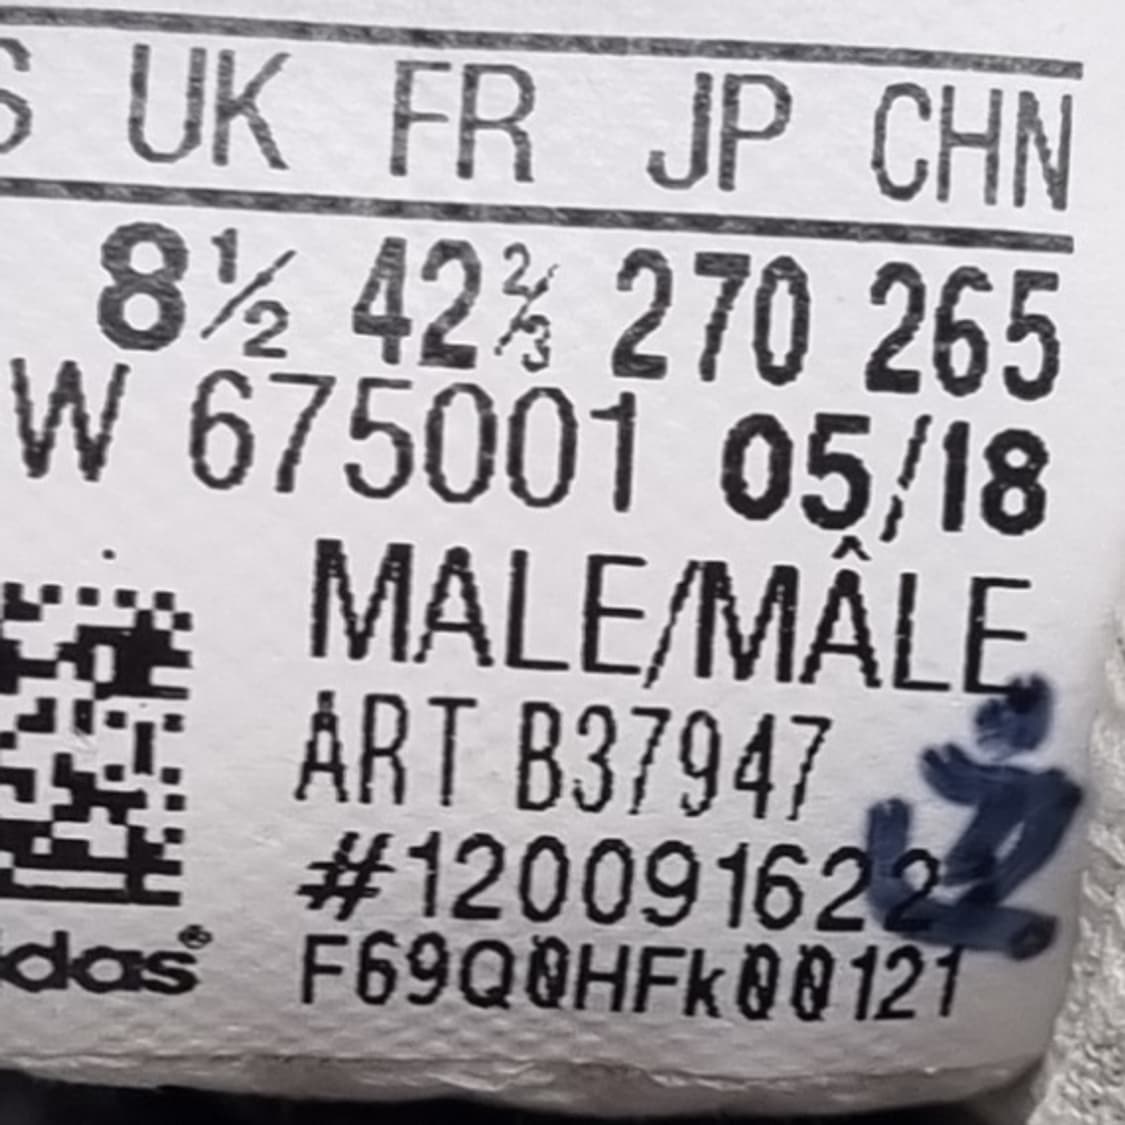 S UK FR JP CHN
8½ 42⅔ 270 265
W 675001 05/18
MALE/MÂLE
ART B37947
#120091622
F69Q0HFk00121
idas®